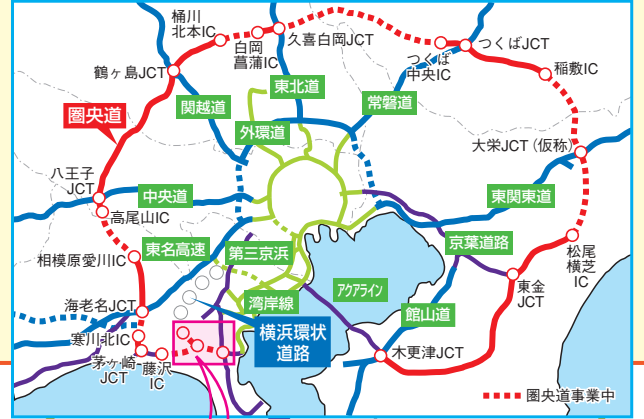 桶川
北本IC
白岡
菖蒲IC
久喜白岡JCT
つくば
中央IC
つくばJCT
稲敷IC
鶴ヶ島JCT
関越道
東北道
常磐道
外環道
圏央道
大栄JCT(仮称)
八王子
JCT
中央道
東関東道
高尾山IC
京葉道路
東名高速
第三京浜
相模原愛川IC
松尾
横芝
IC
東金
JCT
アクアライン
湾岸線
館山道
海老名JCT
横浜環状
道路
寒川北IC
木更津JCT
茅ヶ崎
JCT
藤沢
IC
圏央道事業中